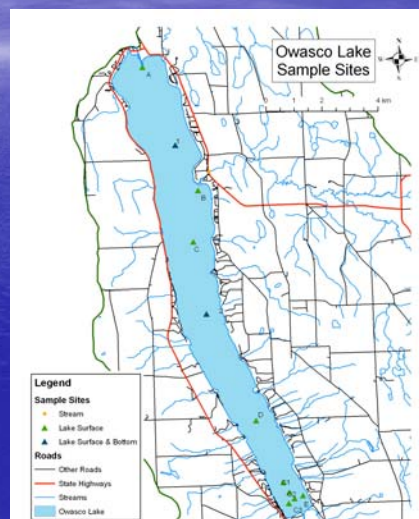 Owasco Lake
Sample Sites
4 km
A
1
B
C
2
D
E
Legend
Sample Sites
Stream
Lake Surface
Lake Surface & Bottom
Roads
Other Roads
State Highways
Streams
Owasco Lake